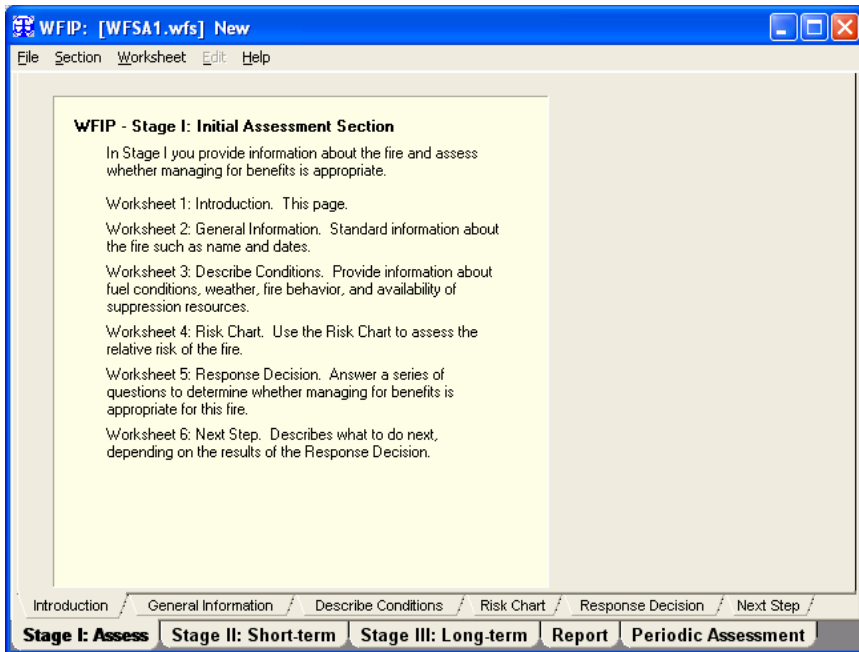 WFIP: [WFSA1.wfs] New
File Section Worksheet Edit Help
WFIP - Stage I: Initial Assessment Section
In Stage I you provide information about the fire and assess
whether managing for benefits is appropriate.
Worksheet 1: Introduction. This page.
Worksheet 2: General Information. Standard information about
the fire such as name and dates.
Worksheet 3: Describe Conditions. Provide information about
fuel conditions, weather, fire behavior, and availability of
suppression resources.
Worksheet 4: Risk Chart. Use the Risk Chart to assess the
relative risk of the fire.
Worksheet 5: Response Decision. Answer a series of
questions to determine whether managing for benefits is
appropriate for this fire.
Worksheet 6: Next Step. Describes what to do next,
depending on the results of the Response Decision.
Introduction General Information Describe Conditions Risk Chart Response Decision Next Step
Stage I: Assess Stage II: Short-term Stage III: Long-term Report Periodic Assessment